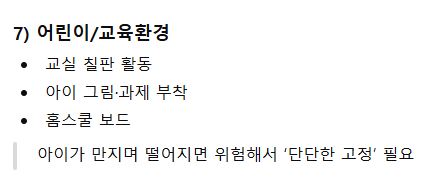 7) 어린이/교육환경
• 교실 칠판 활동
• 아이 그림·과제 부착
• 홈스쿨 보드
아이가 만지며 떨어지면 위험해서 ‘단단한 고정’ 필요